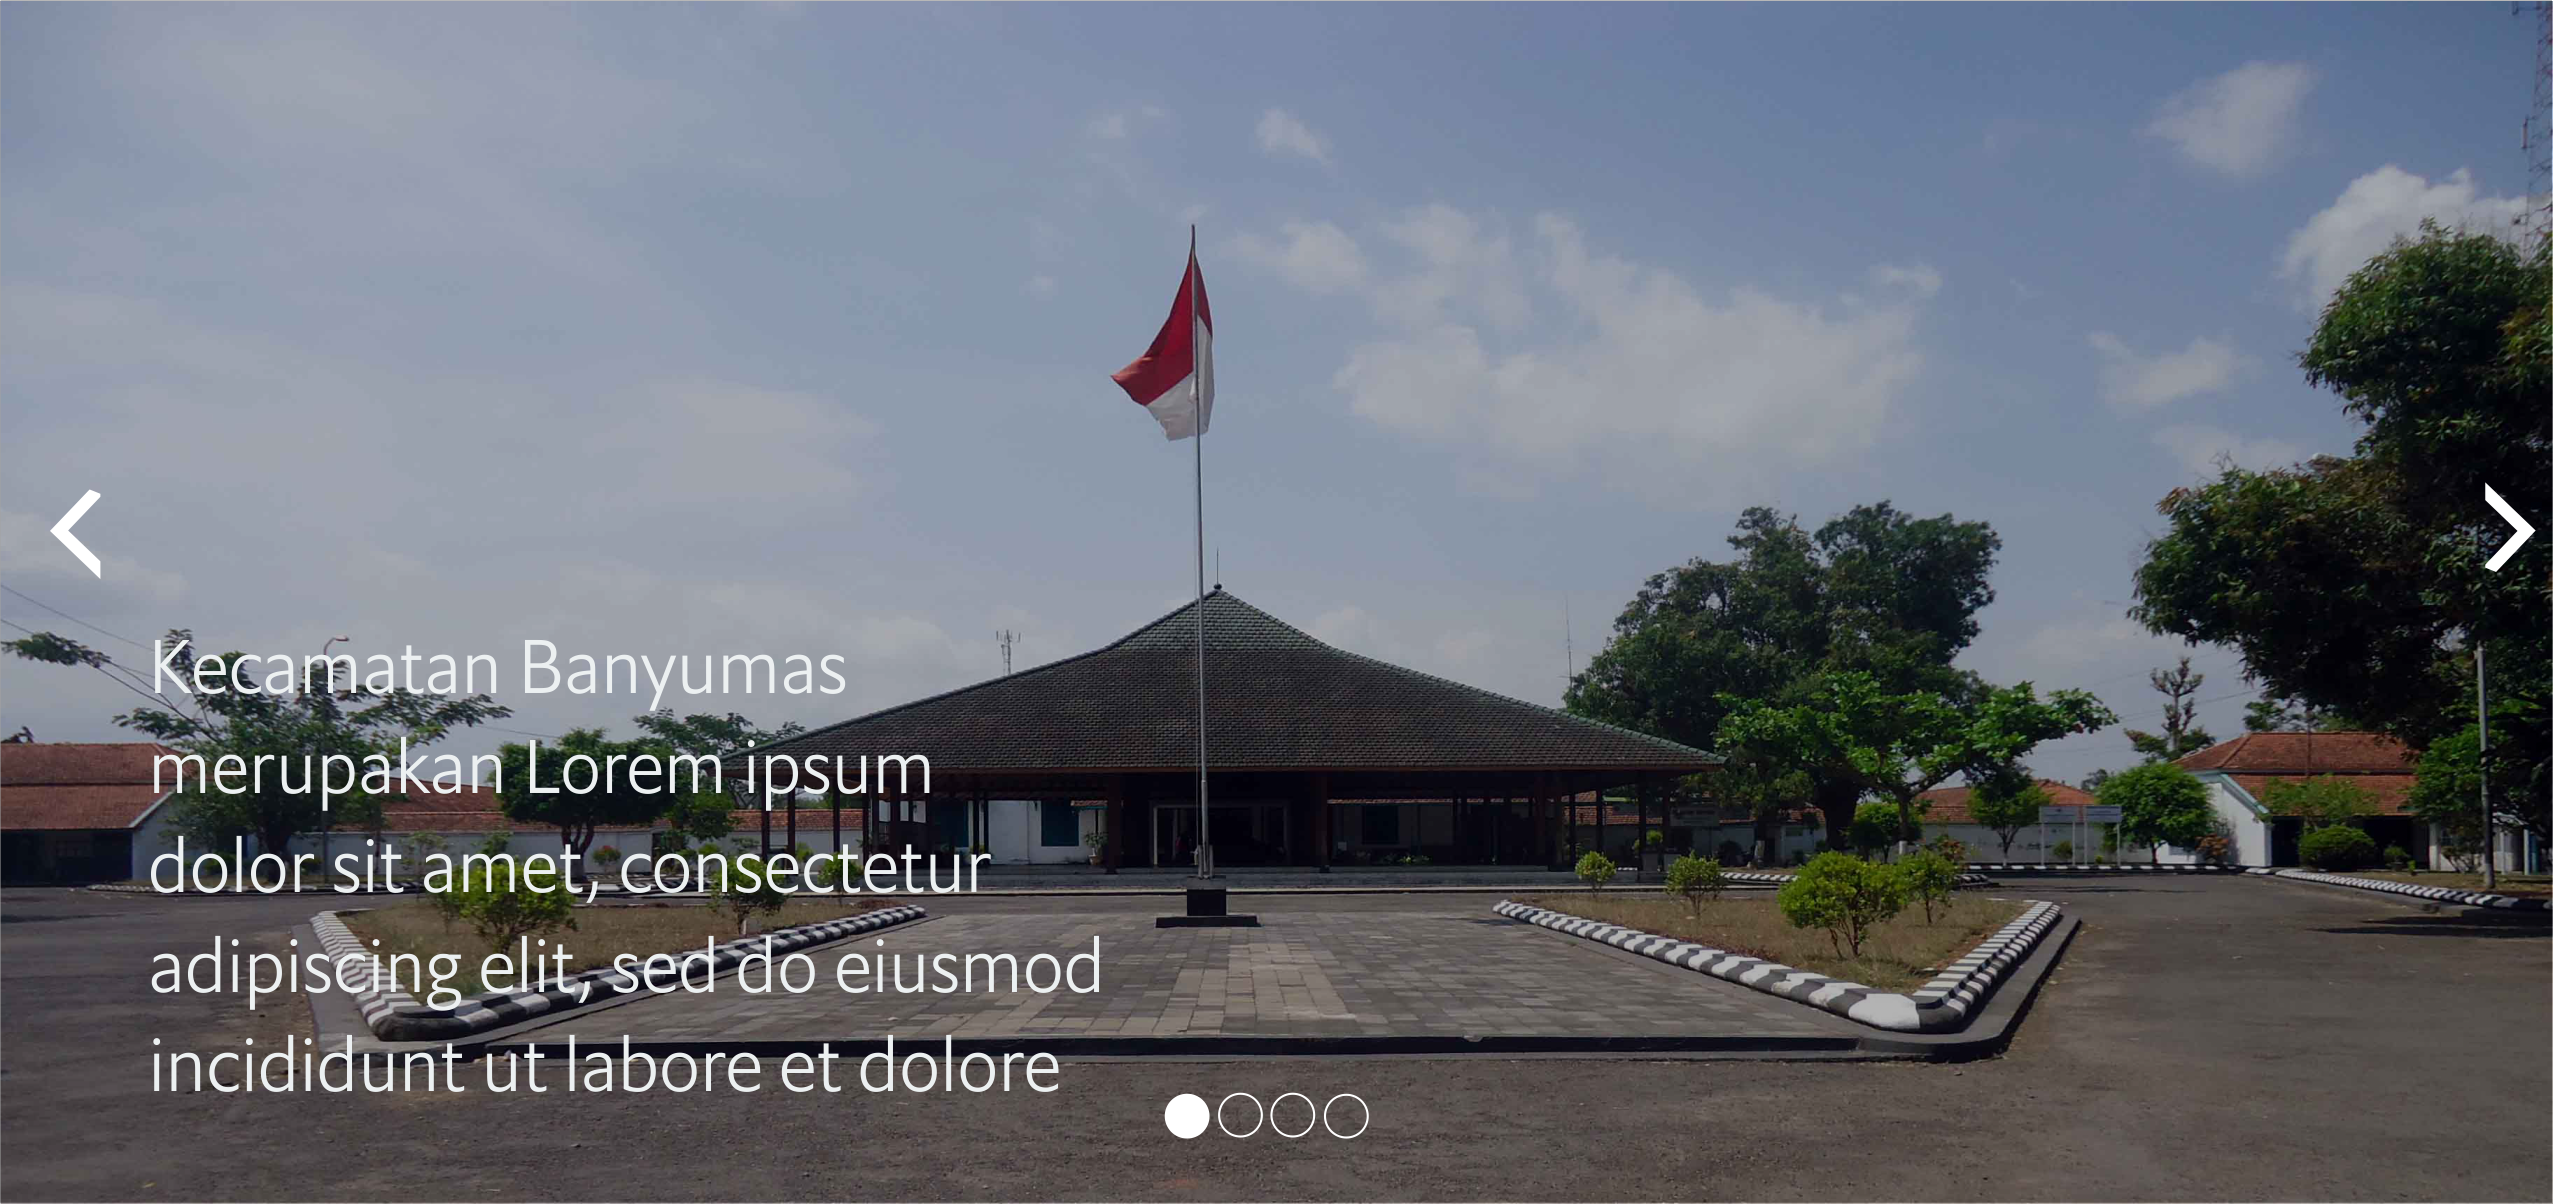 Kecamatan Banyumas
merupakan Lorem ipsum
dolor sit amet, consectetur
adipiscing elit, sed do eiusmod
incididunt ut labore et dolore